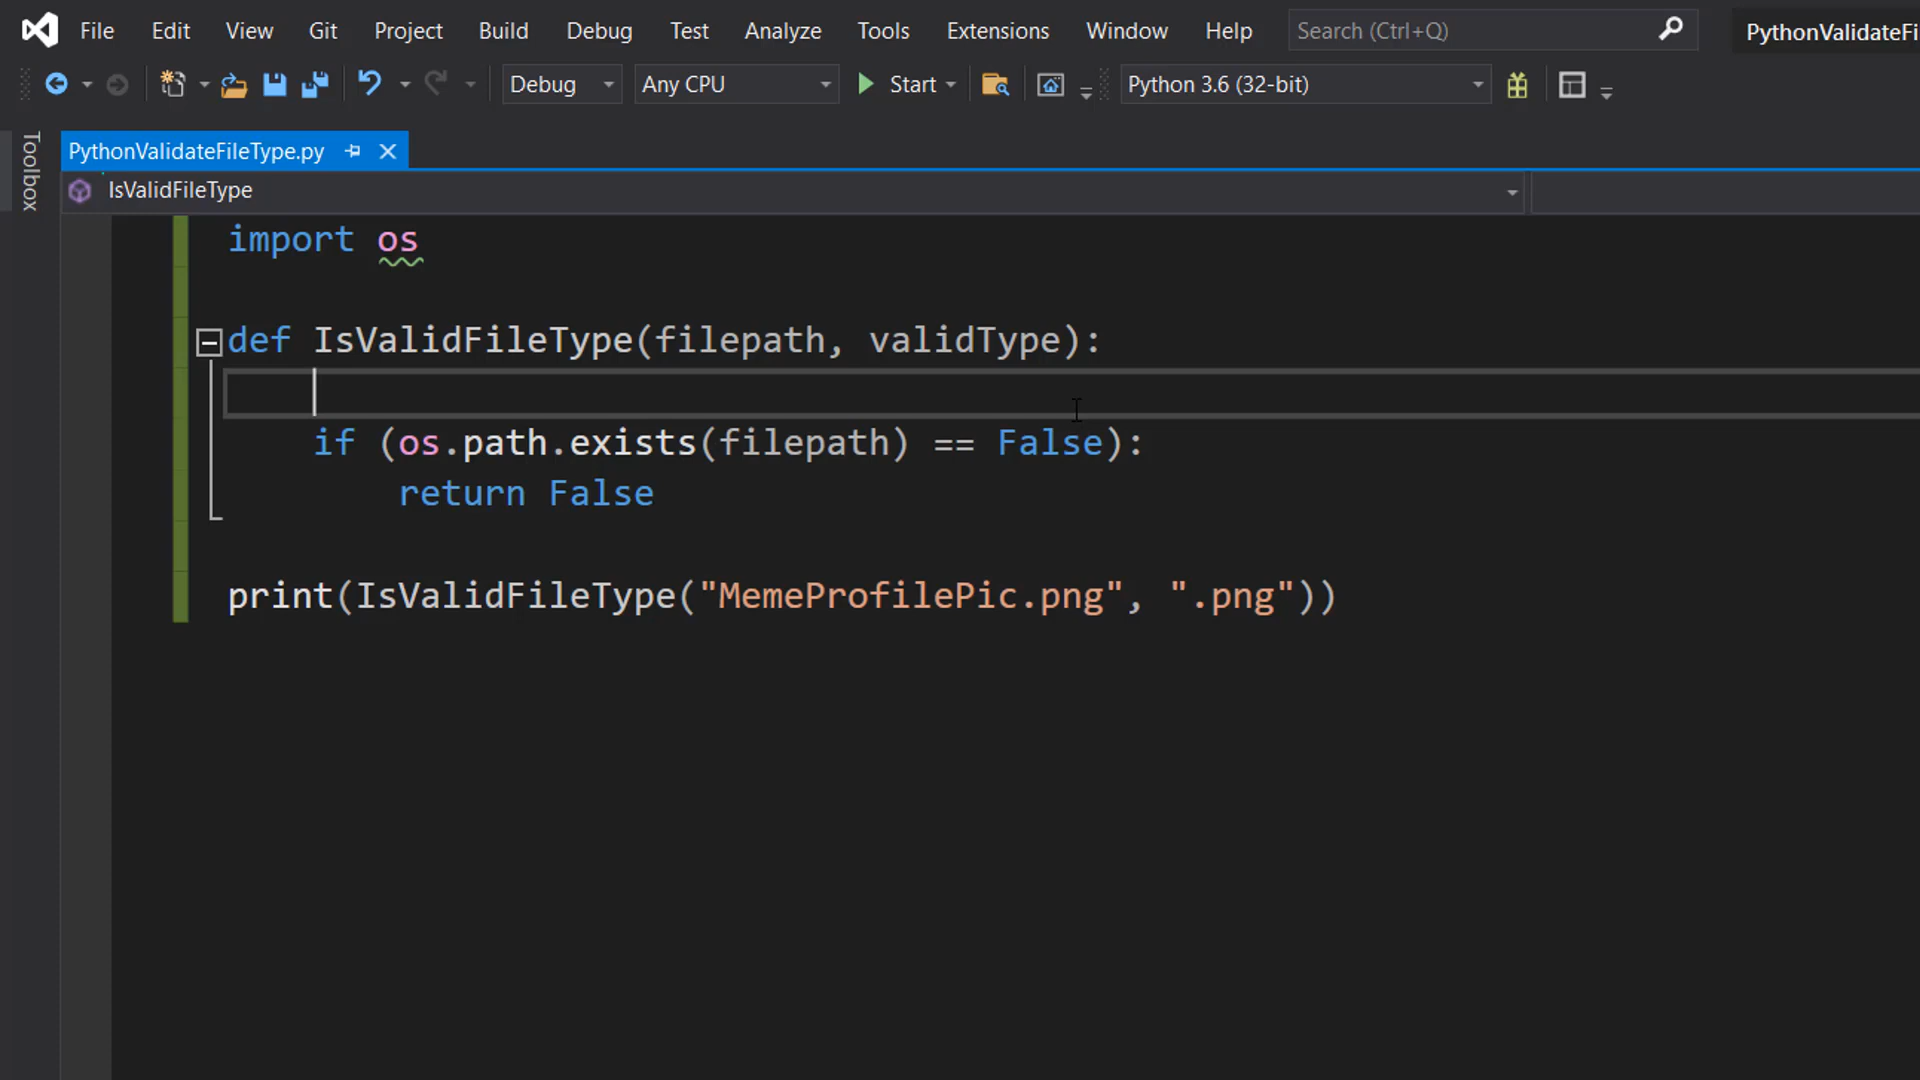 File Edit View Git Project Build Debug Test Analyze Tools Extensions Window Help Search (Ctrl+Q) PythonValidateFi
Debug Any CPU Start Python 3.6 (32-bit)
Toolbox
PythonValidateFileType.py
IsValidFileType
import os
def IsValidFileType(filepath, validType):
if (os.path.exists(filepath) == False):
return False
print(IsValidFileType("MemeProfilePic.png", ".png"))